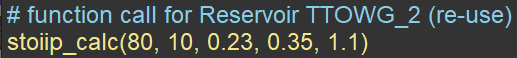 # function call for Reservoir TTOWG_2 (re-use)
stoiip_calc(80, 10, 0.23, 0.35, 1.1)